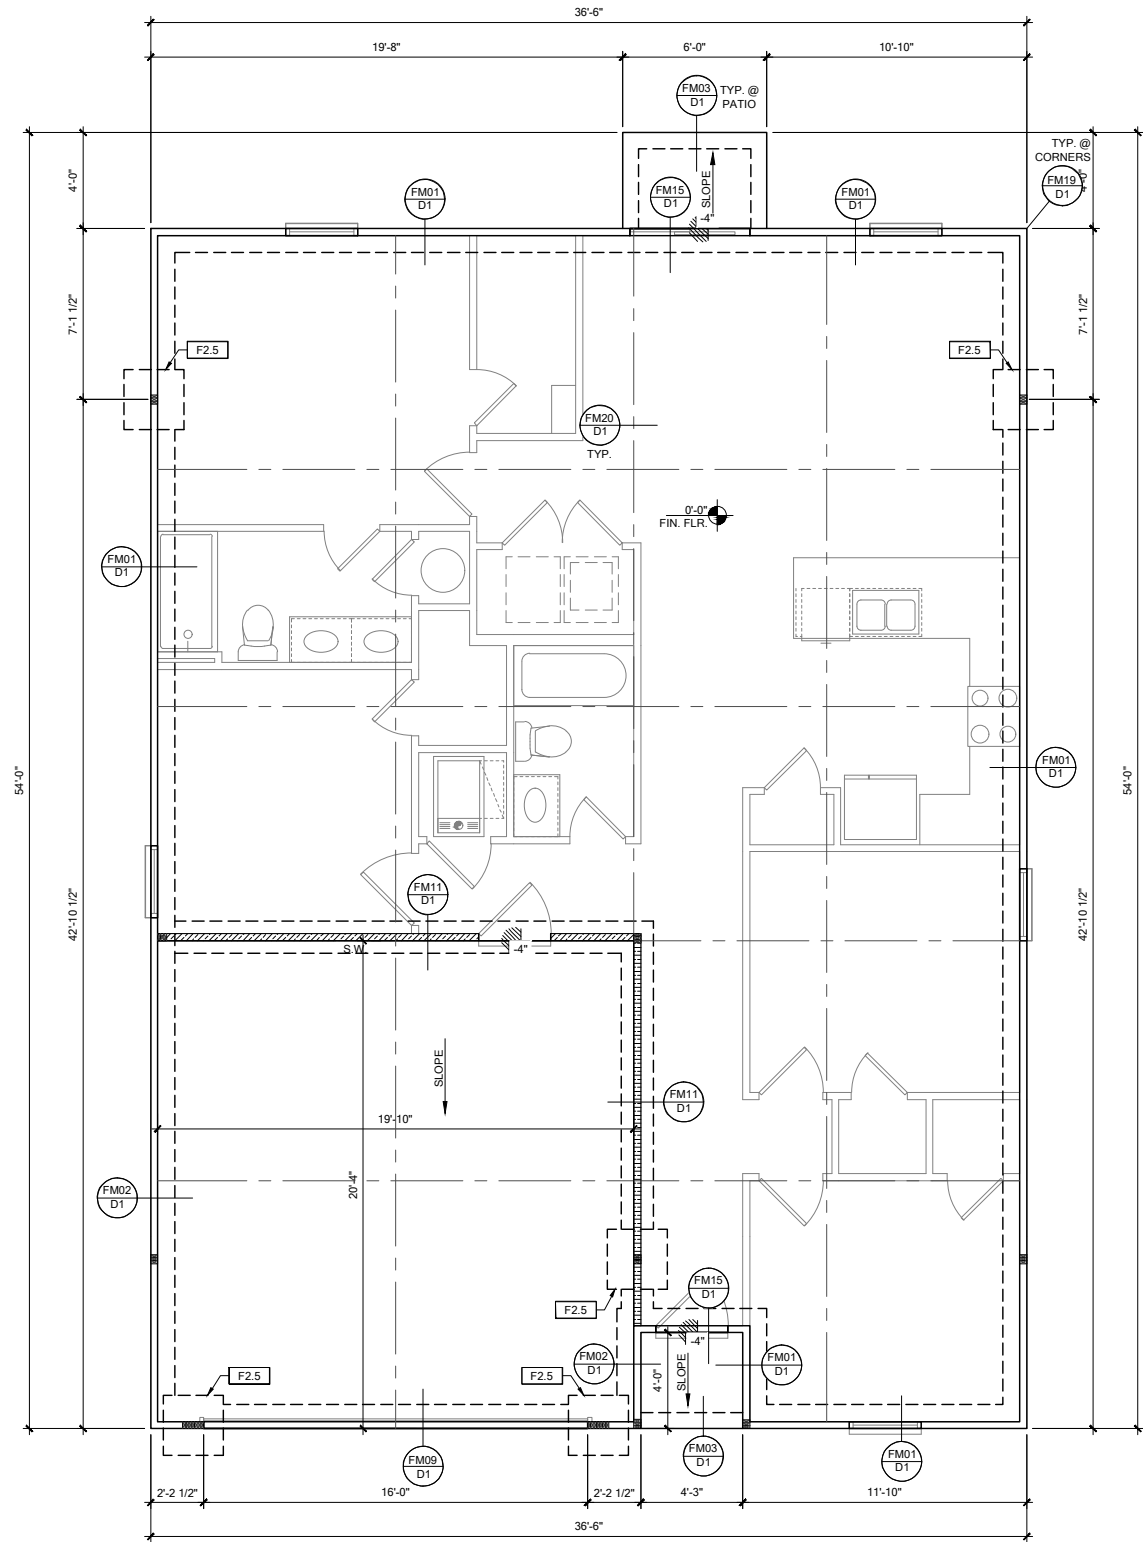 36'-6"
19'-8"
6'-0"
10'-10"
FM03
D1
TYP. @
PATIO
TYP. @
CORNERS
FM19
D1
4'-0"
4'-0"
FM01
D1
FM15
D1
SLOPE
-4"
FM01
D1
7'-1 1/2"
7'-1 1/2"
F2.5
F2.5
FM20
D1
TYP.
0'-0"
FIN. FLR.
FM01
D1
FM01
D1
54'-0"
54'-0"
42'-10 1/2"
42'-10 1/2"
FM11
D1
S.W
-4"
SLOPE
FM11
D1
19'-10"
20'-4"
FM02
D1
FM15
D1
F2.5
-4"
FM02
D1
4'-0"
SLOPE
FM01
D1
F2.5
F2.5
FM09
D1
FM03
D1
FM01
D1
2'-2 1/2"
16'-0"
2'-2 1/2"
4'-3"
11'-10"
36'-6"